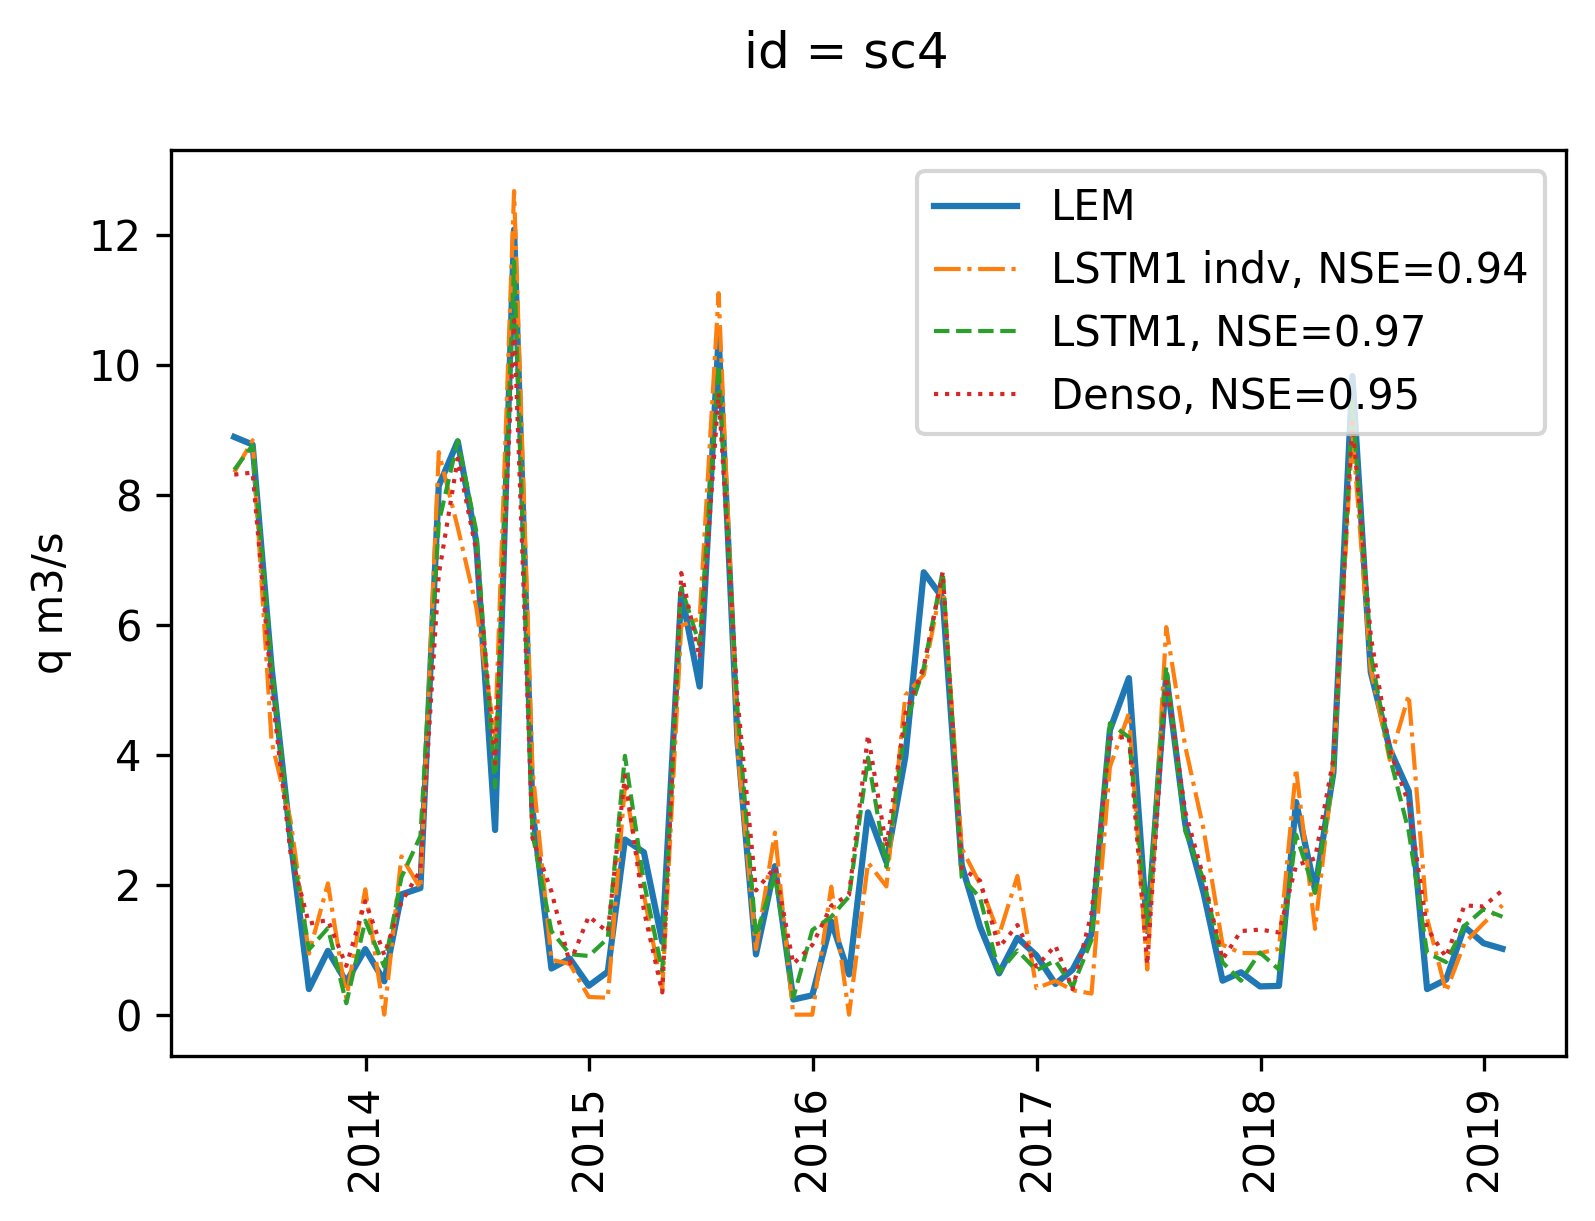 id = sc4
LEM
LSTM1 indv, NSE=0.94
LSTM1, NSE=0.97
Denso, NSE=0.95
12
10
8
6
4
2
0
q m3/s
2014
2015
2016
2017
2018
2019